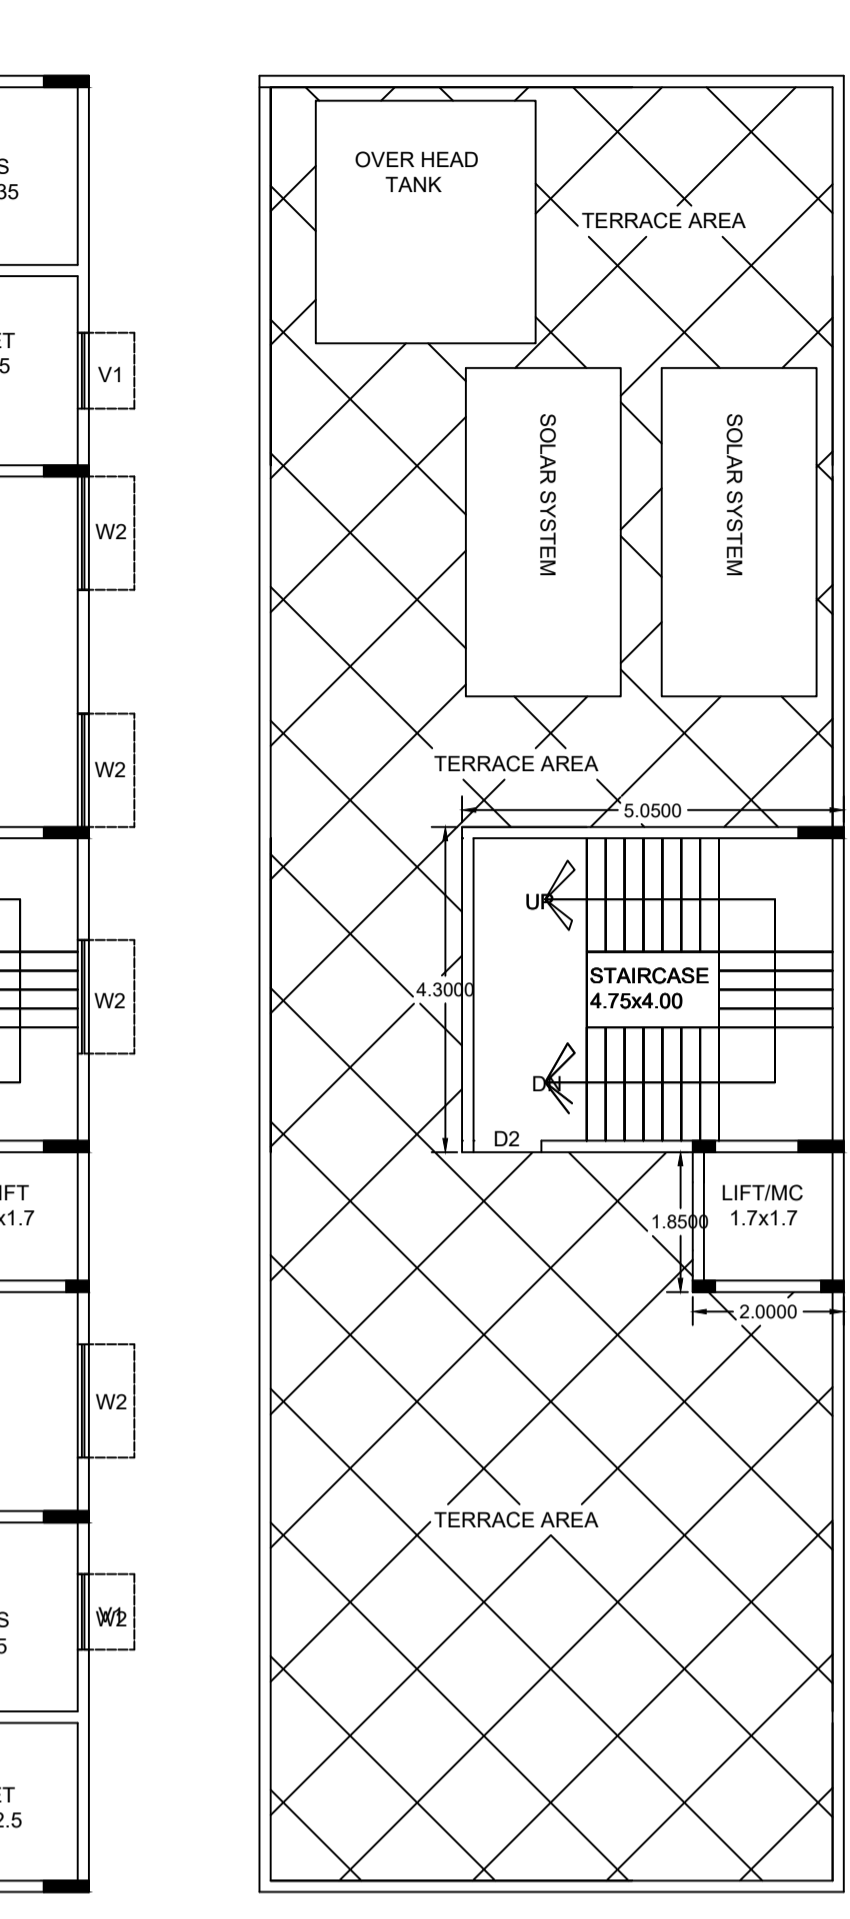 S
35
ET
5
V1
W2
W2
W2
IFT
x1.7
W2
W2
S
5
ET
2.5
OVER HEAD
TANK
TERRACE AREA
SOLAR SYSTEM
SOLAR SYSTEM
TERRACE AREA
5.0500
UP
4.3000
STAIRCASE
4.75x4.00
DN
D2
LIFT/MC
1.7x1.7
1.8500
2.0000
TERRACE AREA